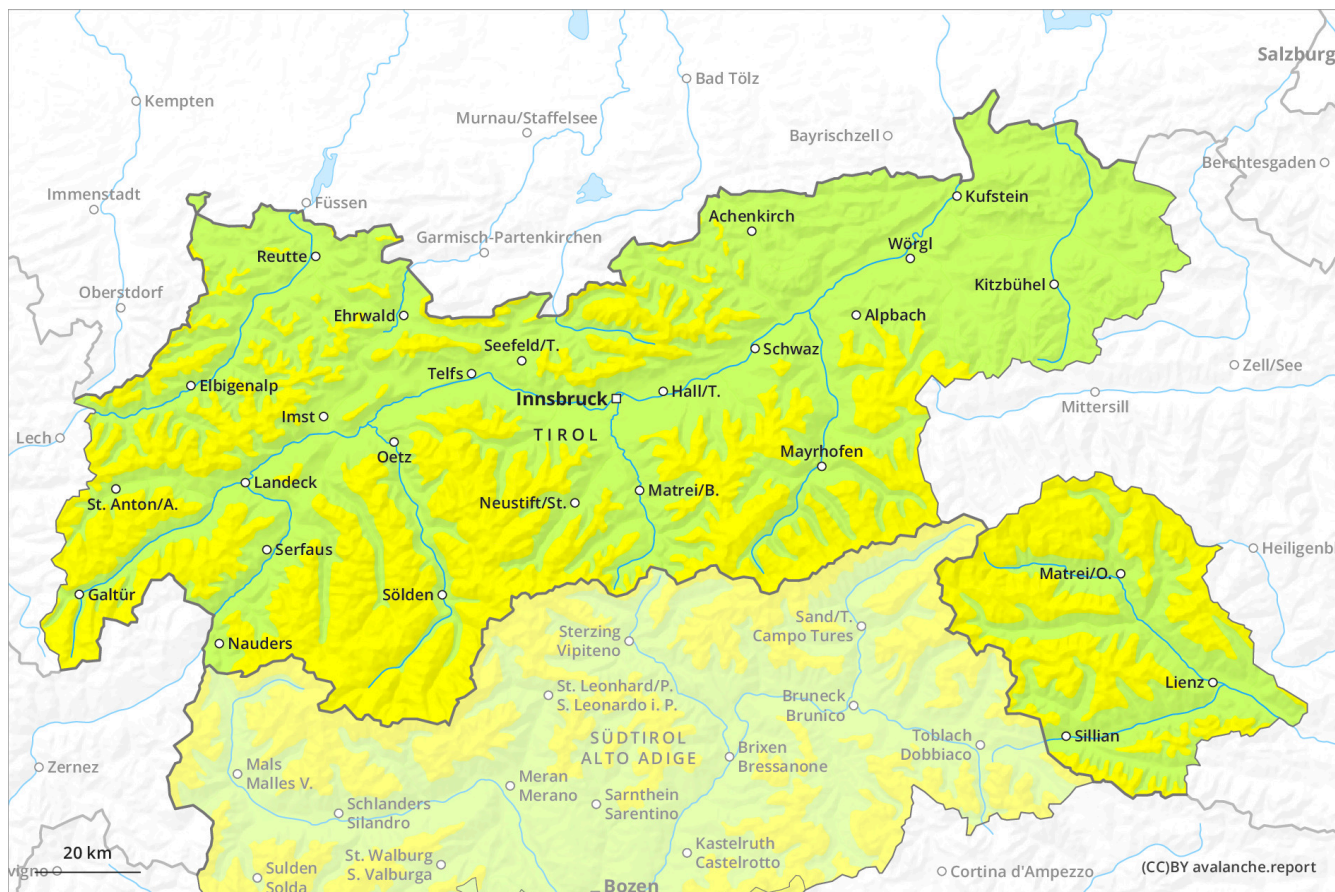 Salzburg
Bad Tölz
Kempten
Murnau/Staffelsee
Bayrischzell
Berchtesgaden
Immenstadt
Füssen
Kufstein
Achenkirch
Garmisch-Partenkirchen
Wörgl
Reutte
Kitzbühel
Oberstdorf
Ehrwald
Alpbach
Seefeld/T.
Schwaz
Telfs
Zell/See
Elbigenalp
Hall/T.
Innsbruck
Mittersill
Imst
TIROL
Lech
Oetz
Mayrhofen
Landeck
Matrei/B.
St. Anton/A.
Neustift/St.
Serfaus
Heiligenb
Matrei/O.
Galtür
Sölden
Sand/T.
Campo Tures
Sterzing
Vipiteno
Nauders
Lienz
St. Leonhard/P.
S. Leonardo i. P.
Bruneck
Brunico
Sillian
SÜDTIROL
ALTO ADIGE
Toblach
Dobbiaco
Brixen
Bressanone
Zernez
Mals
Malles V.
Meran
Merano
Sarnthein
Sarentino
Schlanders
Silandro
20 km
Kastelruth
Castelrotto
St. Walburg
S. Valburga
(CC)BY avalanche.report
vigno
Sulden
Solda
Cortina d'Ampezzo
Bozen